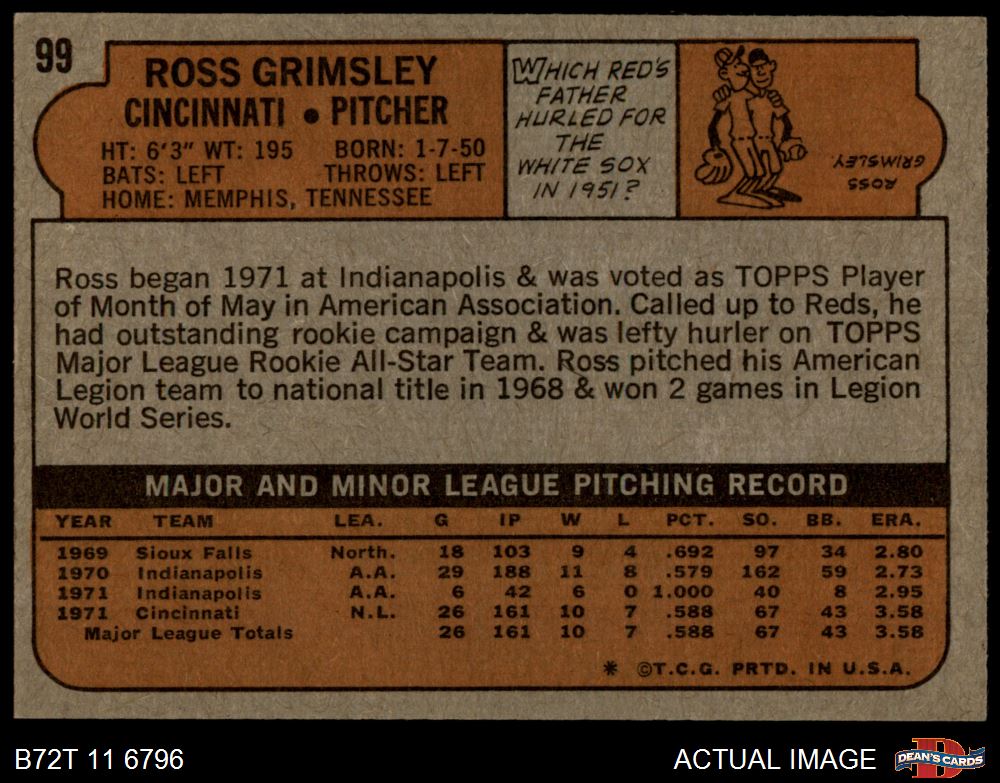 99
ROSS GRIMSLEY
CINCINNATI • PITCHER
HT: 6'3" WT: 195 BORN: 1-7-50
BATS: LEFT THROWS: LEFT
HOME: MEMPHIS, TENNESSEE
WHICH RED'S
FATHER
HURLED FOR
THE
WHITE SOX
IN 1951?
ROSS
GRIMSLEY
Ross began 1971 at Indianapolis & was voted as TOPPS Player
of Month of May in American Association. Called up to Reds, he
had outstanding rookie campaign & was lefty hurler on TOPPS
Major League Rookie All-Star Team. Ross pitched his American
Legion team to national title in 1968 & won 2 games in Legion
World Series.
MAJOR AND MINOR LEAGUE PITCHING RECORD
YEAR TEAM LEA. G IP W L PCT. SO. BB. ERA.
1969 Sioux Falls North. 18 103 9 4 .692 97 34 2.80
1970 Indianapolis A.A. 29 188 11 8 .579 162 59 2.73
1971 Indianapolis A.A. 6 42 6 0 1.000 40 8 2.95
1971 Cincinnati N.L. 26 161 10 7 .588 67 43 3.58
Major League Totals 26 161 10 7 .588 67 43 3.58
* ©T.C.G. PRTD. IN U.S.A.
B72T 11 6796
ACTUAL IMAGE
D
DEAN'S CARDS